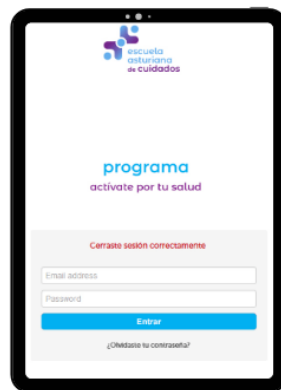 escuela
asturiana
de cuidados
programa
actívate por tu salud
Cerraste sesión correctamente
Email address
Password
Entrar
¿Olvidaste tu contraseña?